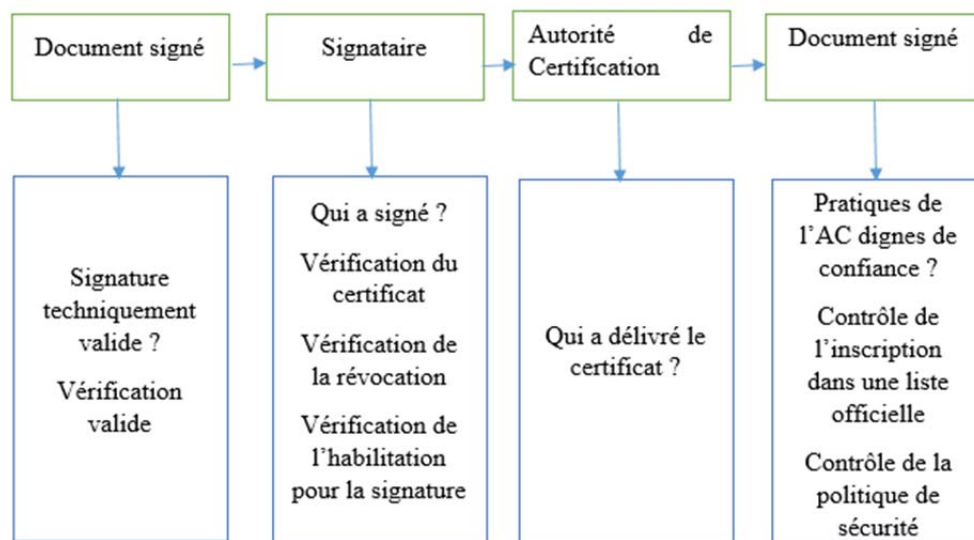 Document signé
Signataire
Autorité de
Certification
Document signé
Signature
techniquement
valide ?
Vérification
valide
Qui a signé ?
Vérification du
certificat
Vérification de
la révocation
Vérification de
l'habilitation
pour la signature
Qui a délivré le
certificat ?
Pratiques de
l'AC dignes de
confiance ?
Contrôle de
l'inscription
dans une liste
officielle
Contrôle de la
politique de
sécurité